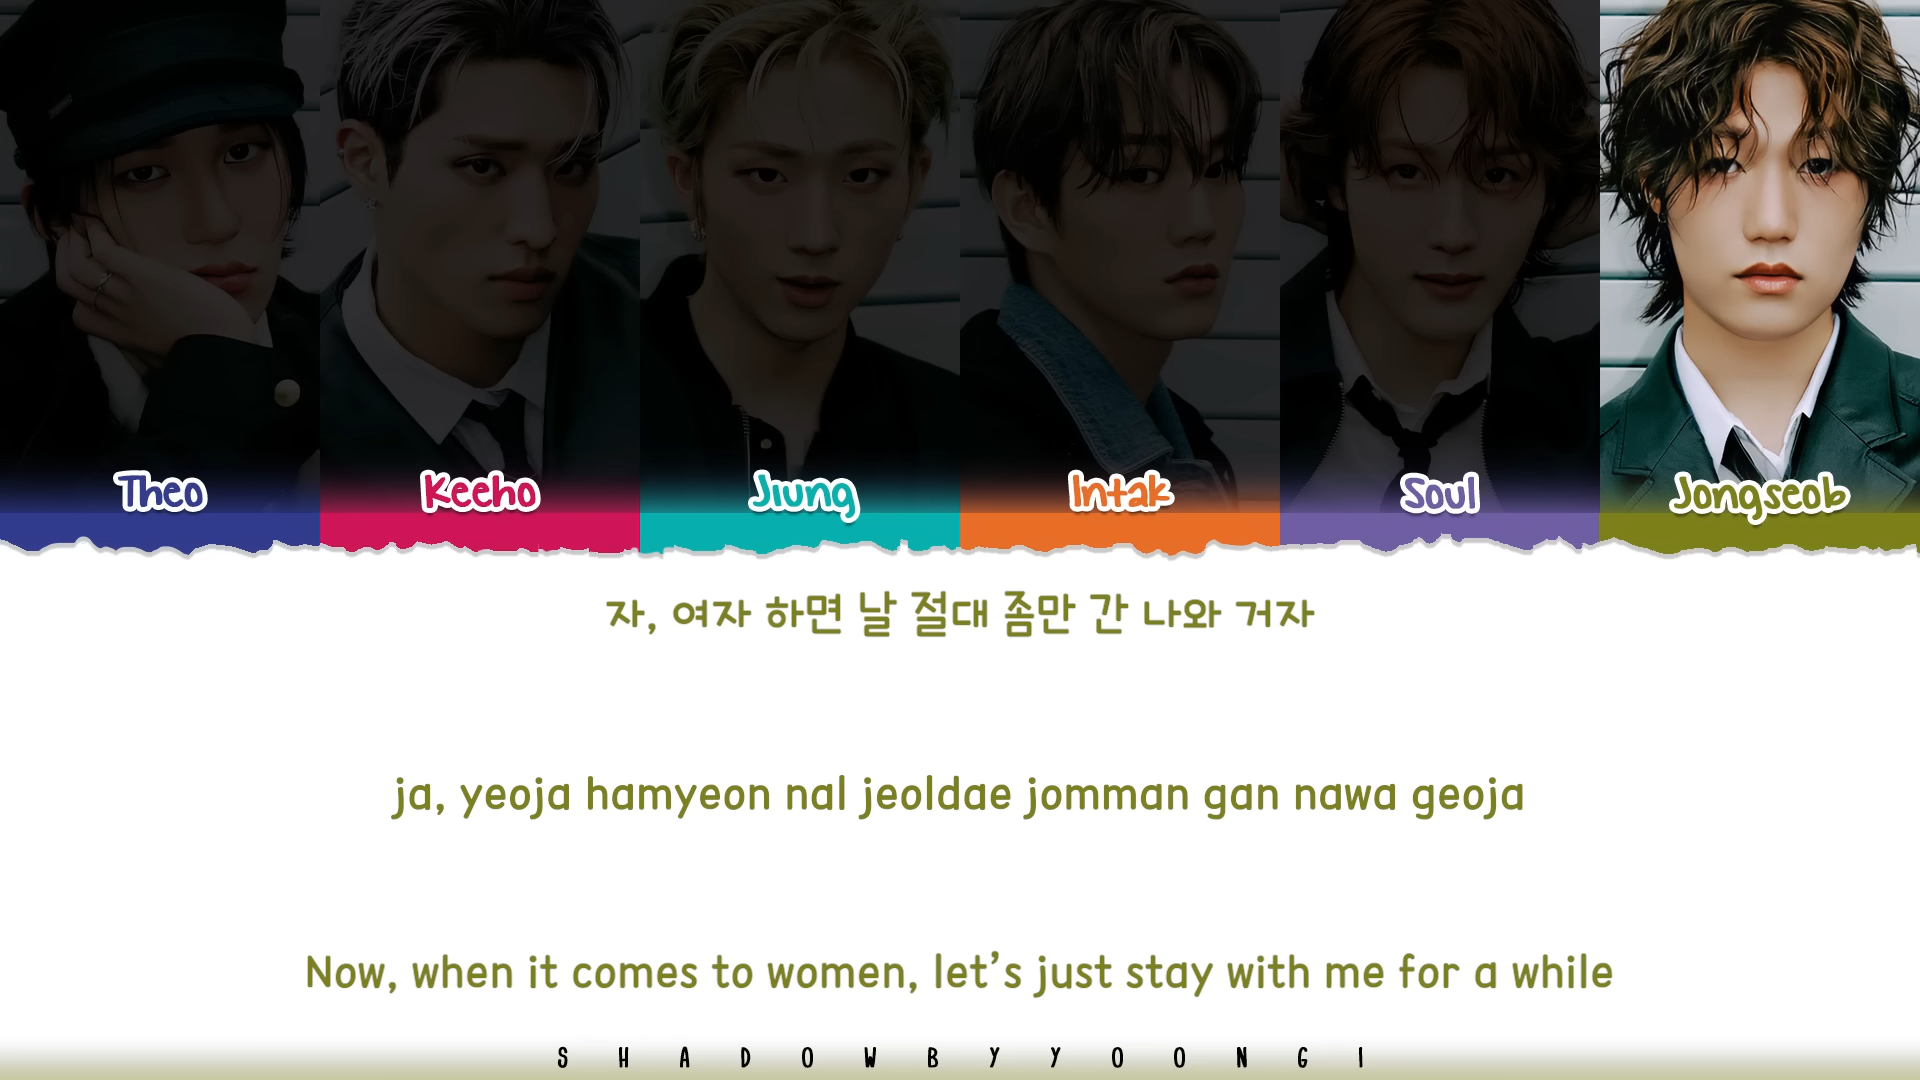 Theo Keeho Jiung Intak Soul Jongseob
자, 여자 하면 날 절대 좀만 간 나와 거자
ja, yeoja hamyeon nal jeoldae jomman gan nawa geoja
Now, when it comes to women, let’s just stay with me for a while
SHADOWBYYOONGI